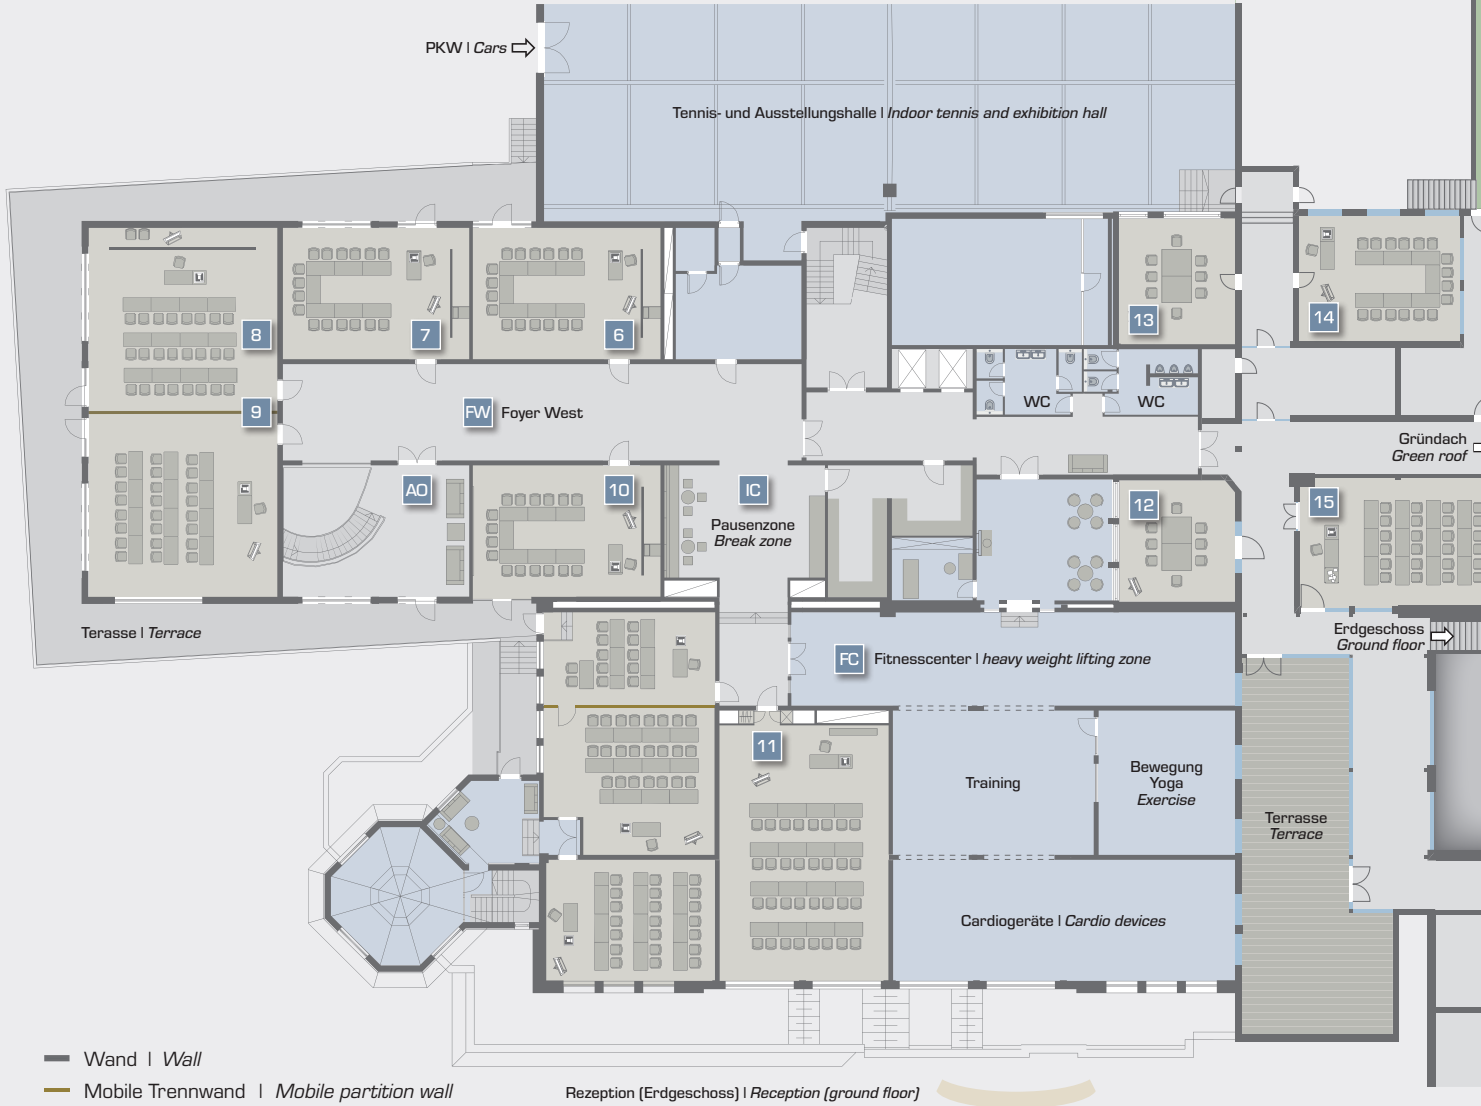 PKW | Cars
Tennis- und Ausstellungshalle | Indoor tennis and exhibition hall
8
7
6
13
14
9
FW Foyer West
WC
WC
Gründach
Green roof
AO
10
IC
Pausenzone
Break zone
12
15
Terasse | Terrace
Erdgeschoss
Ground floor
FC Fitnesscenter | heavy weight lifting zone
11
Training
Bewegung
Yoga
Exercise
Terrasse
Terrace
Cardiogeräte | Cardio devices
Wand | Wall
Mobile Trennwand | Mobile partition wall
Rezeption (Erdgeschoss) | Reception (ground floor)